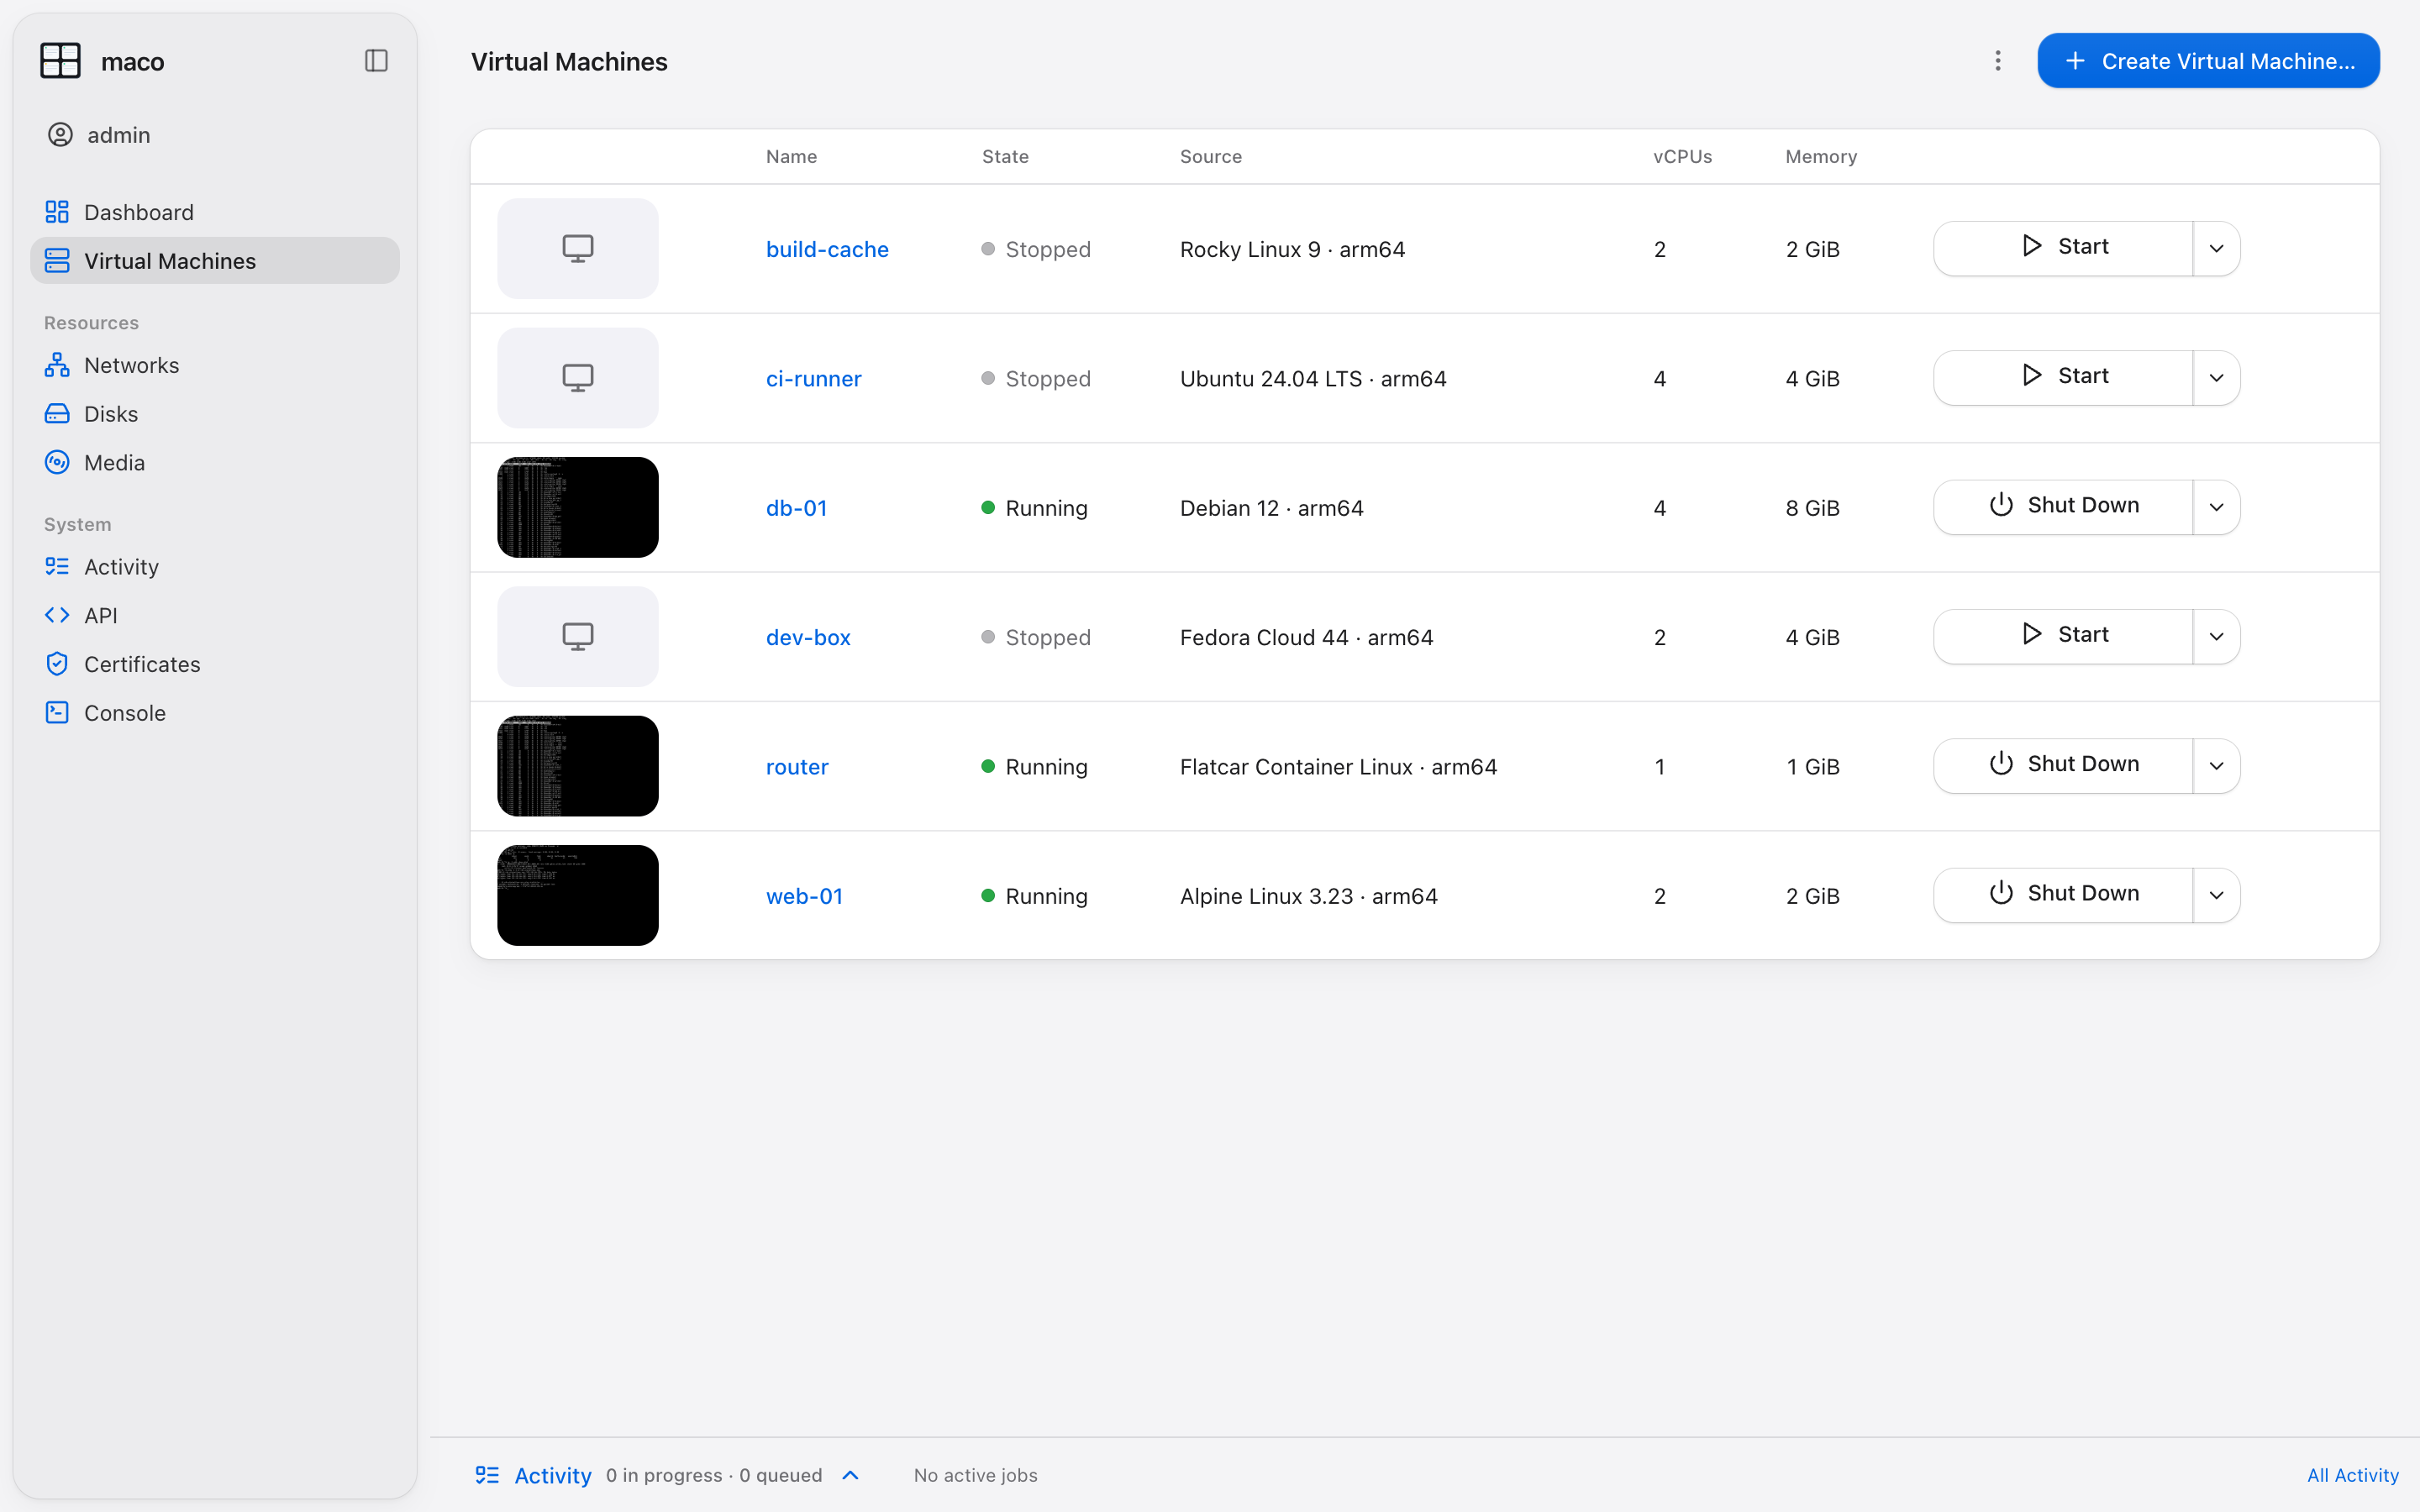 maco
admin
Dashboard
Virtual Machines
Resources
Networks
Disks
Media
System
Activity
API
Certificates
Console
Virtual Machines
Create Virtual Machine...
Name State Source vCPUs Memory
build-cache Stopped Rocky Linux 9 · arm64 2 2 GiB Start
ci-runner Stopped Ubuntu 24.04 LTS · arm64 4 4 GiB Start
db-01 Running Debian 12 · arm64 4 8 GiB Shut Down
dev-box Stopped Fedora Cloud 44 · arm64 2 4 GiB Start
router Running Flatcar Container Linux · arm64 1 1 GiB Shut Down
web-01 Running Alpine Linux 3.23 · arm64 2 2 GiB Shut Down
Activity 0 in progress · 0 queued No active jobs All Activity